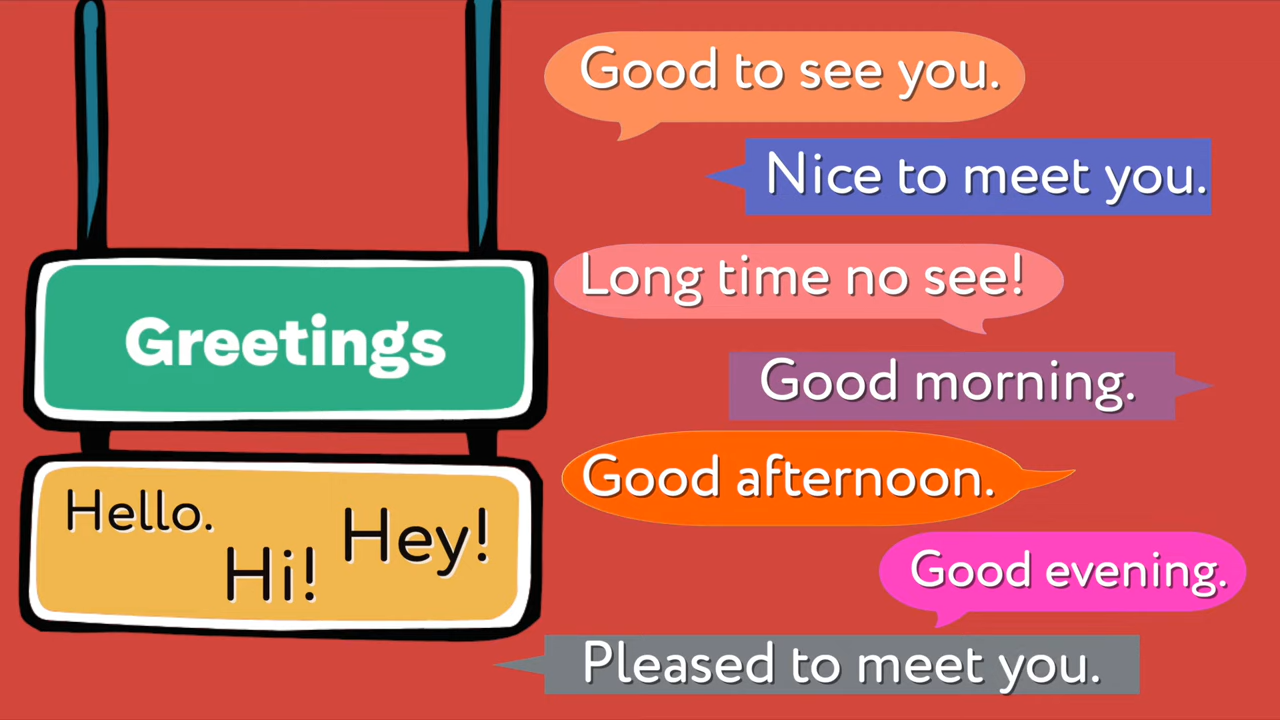 Greetings
Hello.
Hi!
Hey!
Good to see you.
Nice to meet you.
Long time no see!
Good morning.
Good afternoon.
Good evening.
Pleased to meet you.